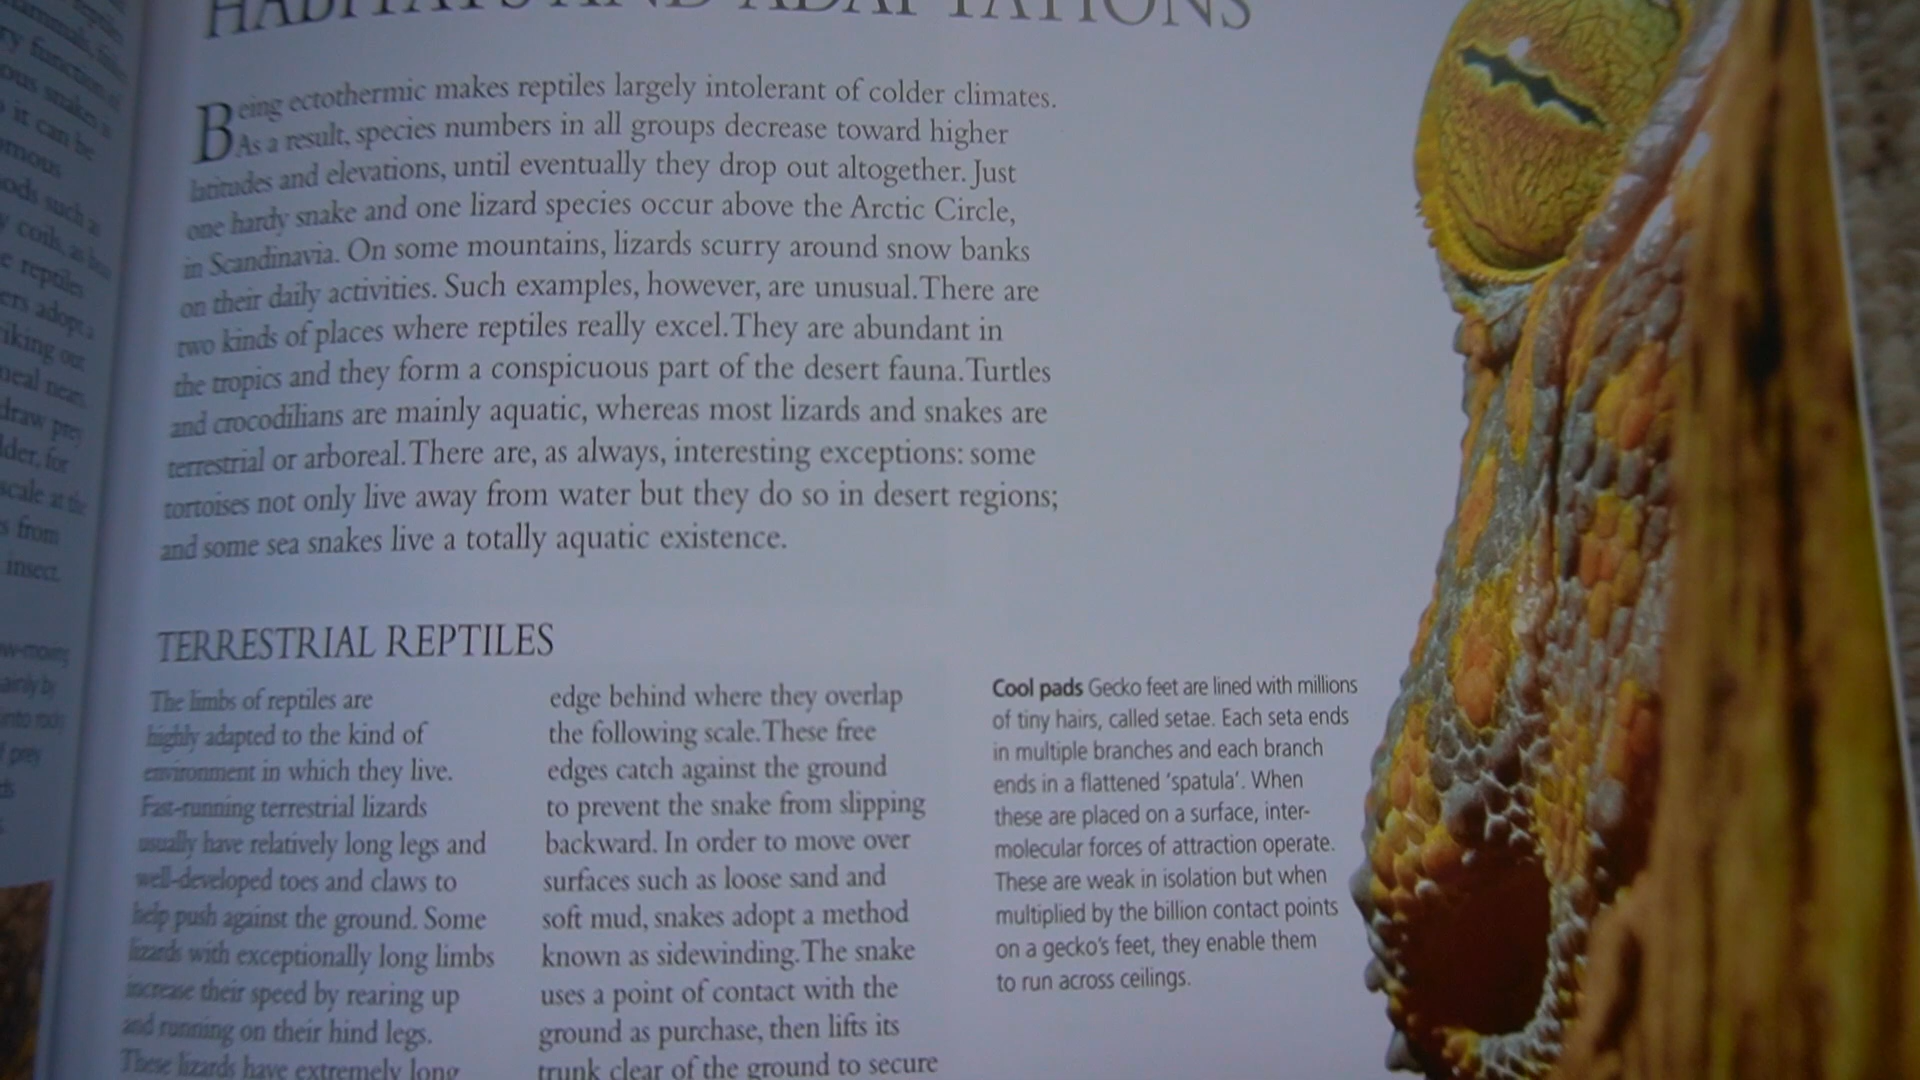 HABITATS AND ADAPTATIONS
Being ectothermic makes reptiles largely intolerant of colder climates.
As a result, species numbers in all groups decrease toward higher
latitudes and elevations, until eventually they drop out altogether. Just
one hardy snake and one lizard species occur above the Arctic Circle,
in Scandinavia. On some mountains, lizards scurry around snow banks
on their daily activities. Such examples, however, are unusual. There are
two kinds of places where reptiles really excel. They are abundant in
the tropics and they form a conspicuous part of the desert fauna. Turtles
and crocodilians are mainly aquatic, whereas most lizards and snakes are
terrestrial or arboreal. There are, as always, interesting exceptions: some
tortoises not only live away from water but they do so in desert regions;
and some sea snakes live a totally aquatic existence.
TERRESTRIAL REPTILES
The limbs of reptiles are
highly adapted to the kind of
environment in which they live.
Fast-running terrestrial lizards
usually have relatively long legs and
well-developed toes and claws to
help push against the ground. Some
lizards with exceptionally long limbs
increase their speed by rearing up
and running on their hind legs.
These lizards have extremely long
edge behind where they overlap
the following scale. These free
edges catch against the ground
to prevent the snake from slipping
backward. In order to move over
surfaces such as loose sand and
soft mud, snakes adopt a method
known as sidewinding. The snake
uses a point of contact with the
ground as purchase, then lifts its
trunk clear of the ground to secure
Cool pads Gecko feet are lined with millions
of tiny hairs, called setae. Each seta ends
in multiple branches and each branch
ends in a flattened 'spatula'. When
these are placed on a surface, inter-
molecular forces of attraction operate.
These are weak in isolation but when
multiplied by the billion contact points
on a gecko's feet, they enable them
to run across ceilings.